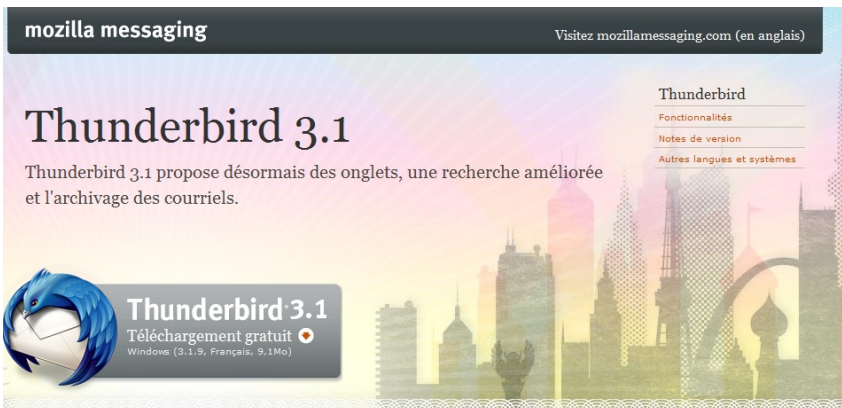 mozilla messaging
Visitez mozillamessaging.com (en anglais)
Thunderbird 3.1
Thunderbird 3.1 propose désormais des onglets, une recherche améliorée
et l'archivage des courriels.
Thunderbird
Fonctionnalités
Notes de version
Autres langues et systèmes
Thunderbird® 3.1
Téléchargement gratuit
Windows (3.1.9, Français, 9,1Mo)